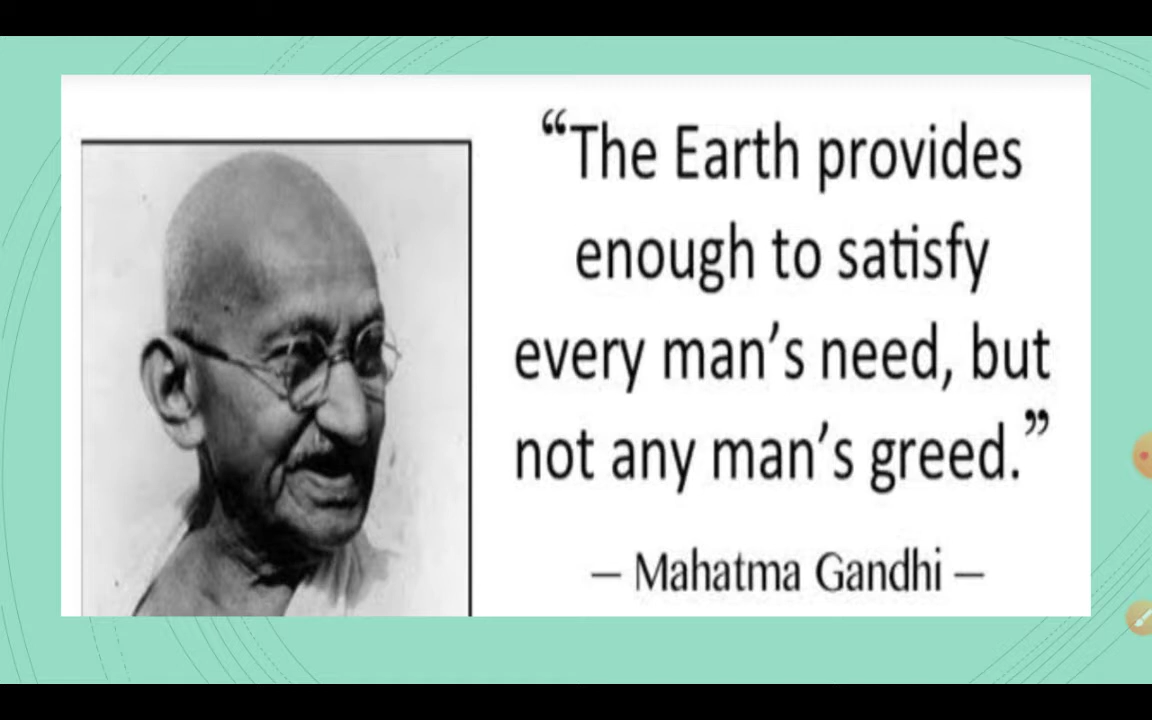 “The Earth provides
enough to satisfy
every man’s need, but
not any man’s greed.”
– Mahatma Gandhi –